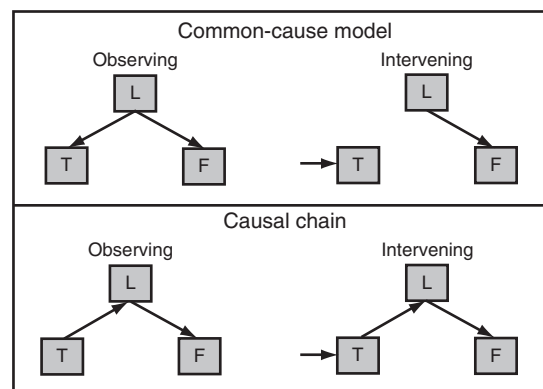 Common-cause model
Observing Intervening
L L
T F T F
Causal chain
Observing Intervening
L L
T F T F